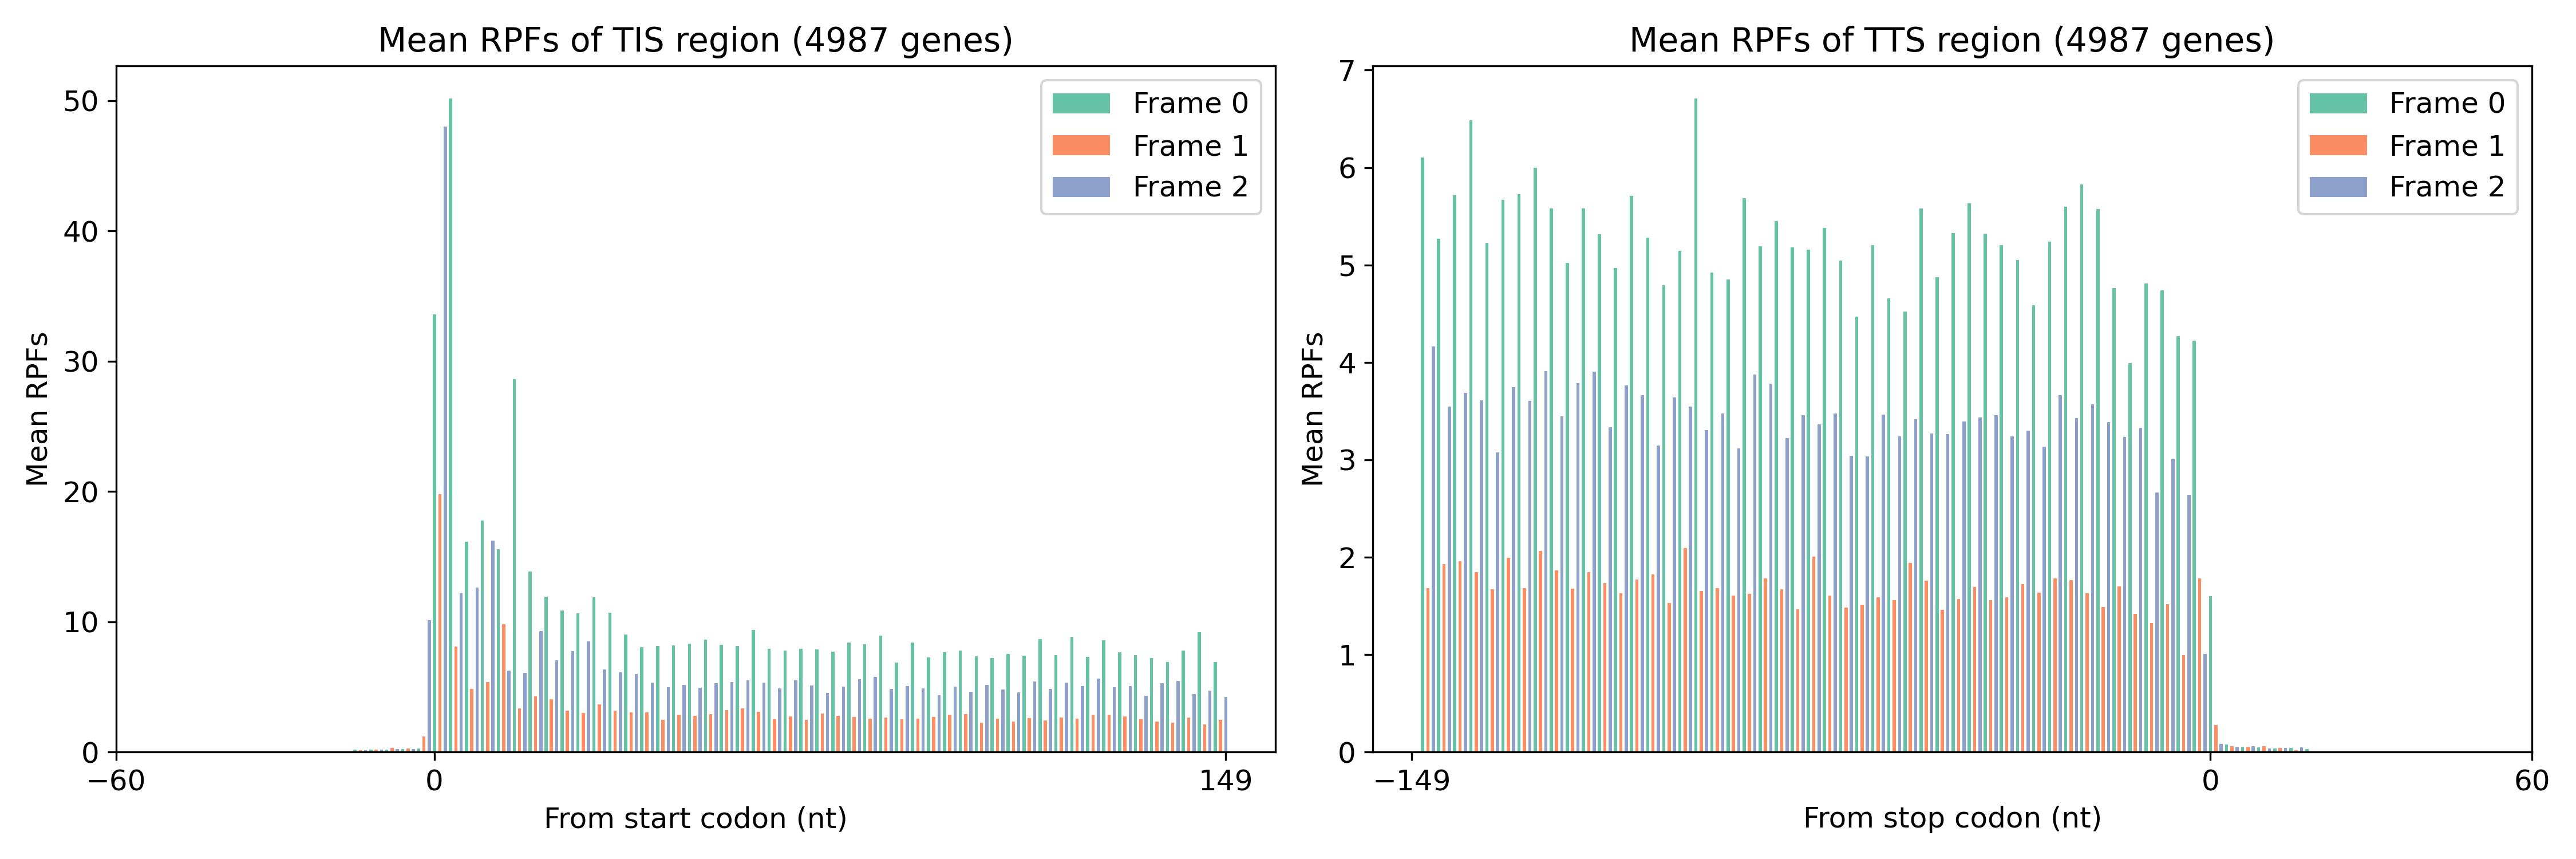 Mean RPFs of TIS region (4987 genes)
50
40
30
20
10
0
Mean RPFs
Frame 0
Frame 1
Frame 2
−60
0
149
From start codon (nt)
Mean RPFs of TTS region (4987 genes)
7
6
5
4
3
2
1
0
Mean RPFs
Frame 0
Frame 1
Frame 2
−149
0
60
From stop codon (nt)